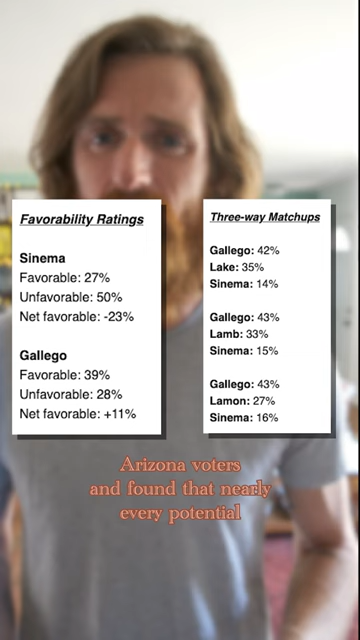 Favorability Ratings
Sinema
Favorable: 27%
Unfavorable: 50%
Net favorable: -23%
Gallego
Favorable: 39%
Unfavorable: 28%
Net favorable: +11%
Three-way Matchups
Gallego: 42%
Lake: 35%
Sinema: 14%
Gallego: 43%
Lamb: 33%
Sinema: 15%
Gallego: 43%
Lamon: 27%
Sinema: 16%
Arizona voters
and found that nearly
every potential